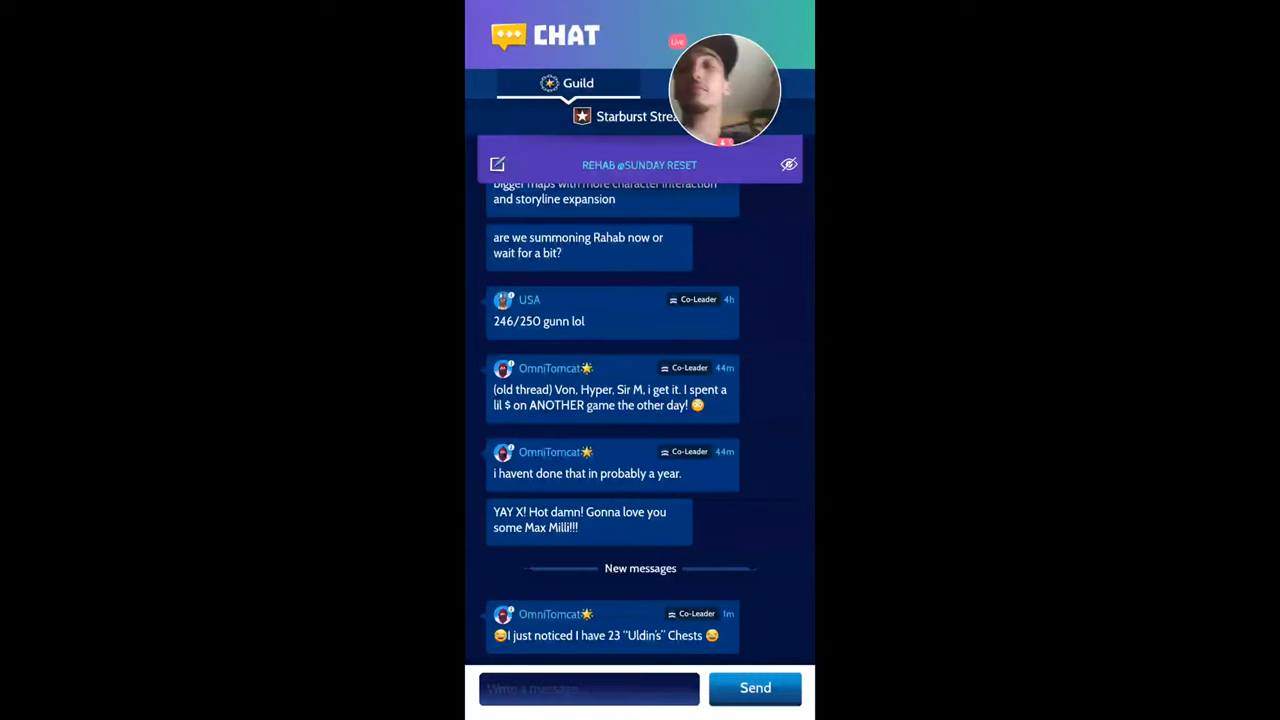 CHAT
Live
Guild
Starburst
REHAB @SUNDAY RESET
bigger maps with more character interaction
and storyline expansion
are we summoning Rahab now or
wait for a bit?
USA
Co-Leader 4h
246/250 gunn lol
OmniTomcat🌟
Co-Leader 44m
(old thread) Von, Hyper, Sir M, i get it. I spent a
lil $ on ANOTHER game the other day! 😳
OmniTomcat🌟
Co-Leader 44m
i havent done that in probably a year.
YAY X! Hot damn! Gonna love you
some Max Milli!!!
New messages
OmniTomcat🌟
Co-Leader 1m
😅I just noticed I have 23 "Uldin's" Chests 😂
Write a message...
Send